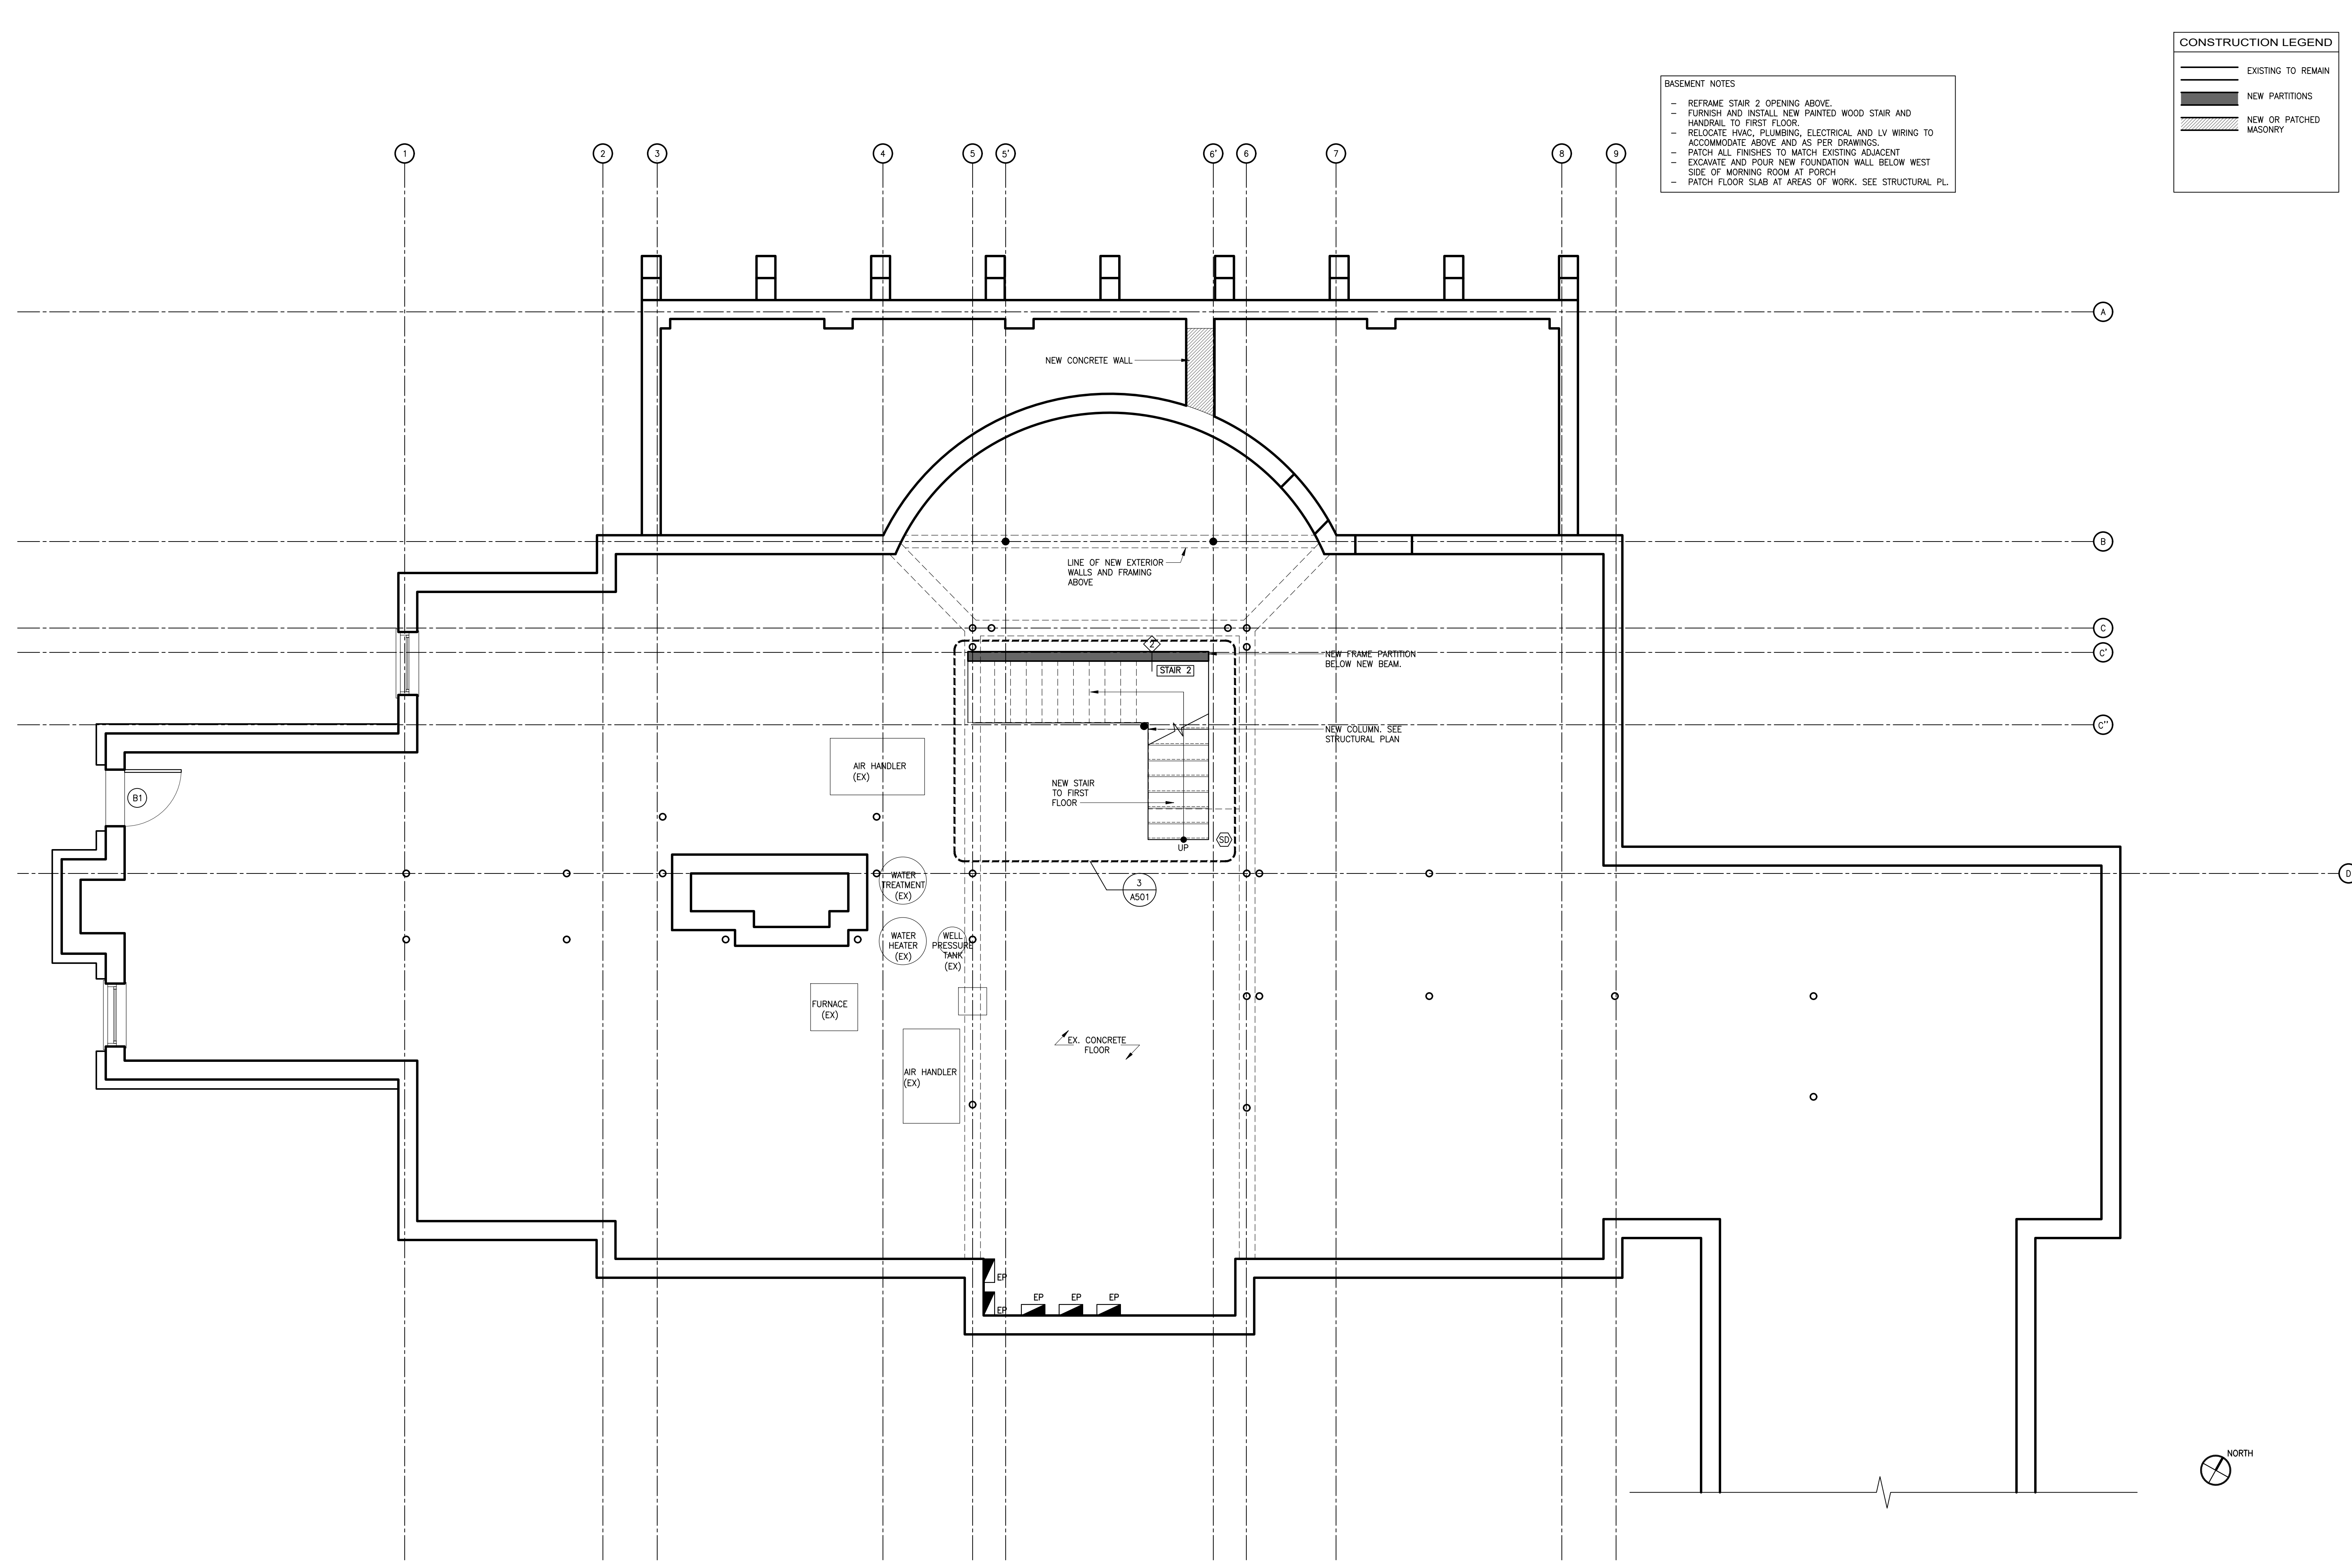 CONSTRUCTION LEGEND
EXISTING TO REMAIN
NEW PARTITIONS
NEW OR PATCHED
MASONRY
BASEMENT NOTES
– REFRAME STAIR 2 OPENING ABOVE.
– FURNISH AND INSTALL NEW PAINTED WOOD STAIR AND
HANDRAIL TO FIRST FLOOR.
– RELOCATE HVAC, PLUMBING, ELECTRICAL AND LV WIRING TO
ACCOMMODATE ABOVE AND AS PER DRAWINGS.
– PATCH ALL FINISHES TO MATCH EXISTING ADJACENT
– EXCAVATE AND POUR NEW FOUNDATION WALL BELOW WEST
SIDE OF MORNING ROOM AT PORCH
– PATCH FLOOR SLAB AT AREAS OF WORK. SEE STRUCTURAL PL.
1 2 3 4 5 5' 6' 6 7 8 9
A
NEW CONCRETE WALL
B
LINE OF NEW EXTERIOR
WALLS AND FRAMING
ABOVE
C
2
C'
NEW FRAME PARTITION
BELOW NEW BEAM.
STAIR 2
C''
NEW COLUMN. SEE
STRUCTURAL PLAN
AIR HANDLER
(EX)
NEW STAIR
TO FIRST
FLOOR
B1
SD
UP
D
WATER
TREATMENT
(EX)
3
A501
WATER
HEATER
(EX)
WELL
PRESSURE
TANK
(EX)
FURNACE
(EX)
EX. CONCRETE
FLOOR
AIR HANDLER
(EX)
EP
EP
EP
EP
EP
NORTH